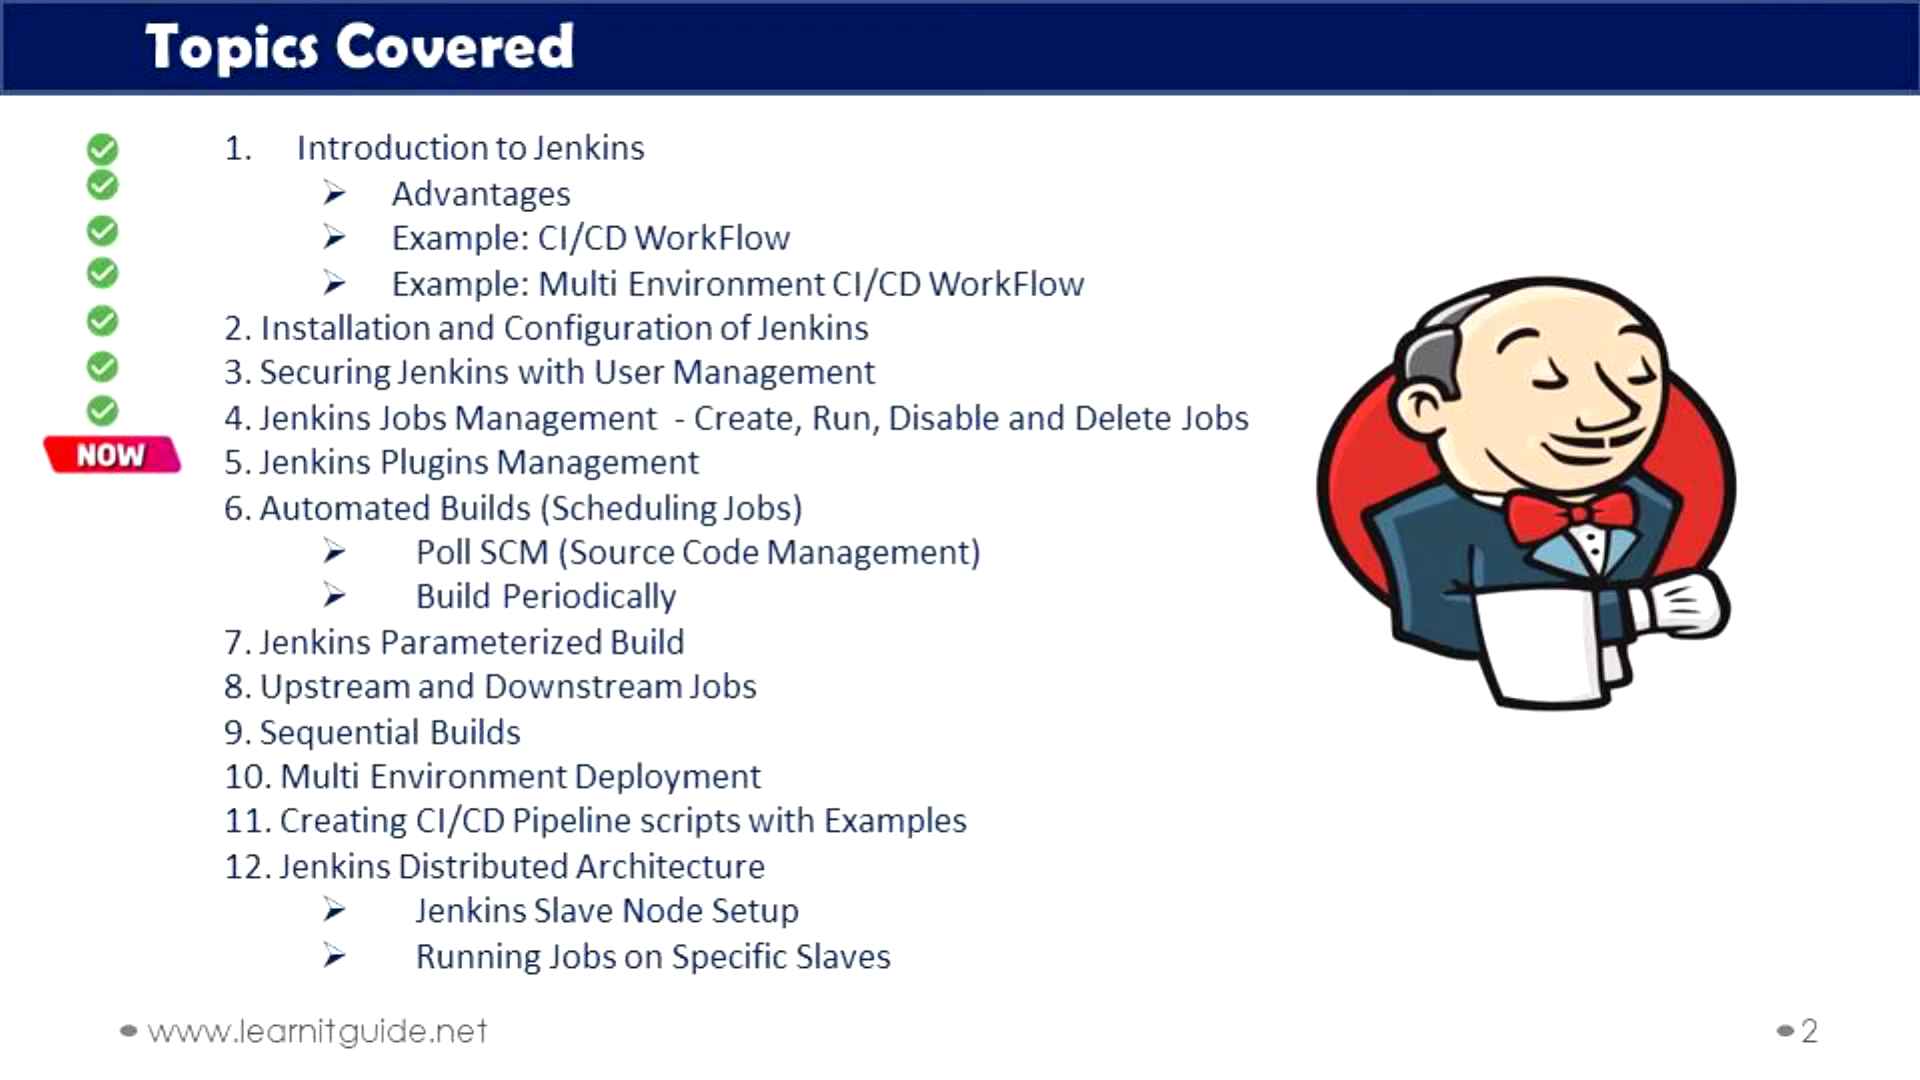 Topics Covered
1. Introduction to Jenkins
➢ Advantages
➢ Example: CI/CD WorkFlow
➢ Example: Multi Environment CI/CD WorkFlow
2. Installation and Configuration of Jenkins
3. Securing Jenkins with User Management
4. Jenkins Jobs Management - Create, Run, Disable and Delete Jobs
NOW 5. Jenkins Plugins Management
6. Automated Builds (Scheduling Jobs)
➢ Poll SCM (Source Code Management)
➢ Build Periodically
7. Jenkins Parameterized Build
8. Upstream and Downstream Jobs
9. Sequential Builds
10. Multi Environment Deployment
11. Creating CI/CD Pipeline scripts with Examples
12. Jenkins Distributed Architecture
➢ Jenkins Slave Node Setup
➢ Running Jobs on Specific Slaves
• www.learnitguide.net
• 2